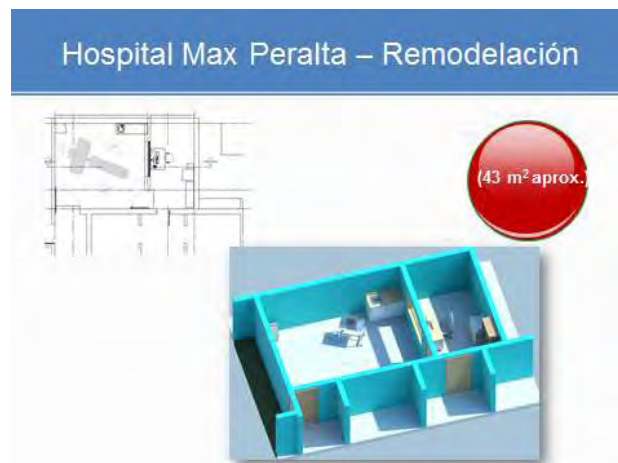 Hospital Max Peralta – Remodelación
(43 m² aprox.)